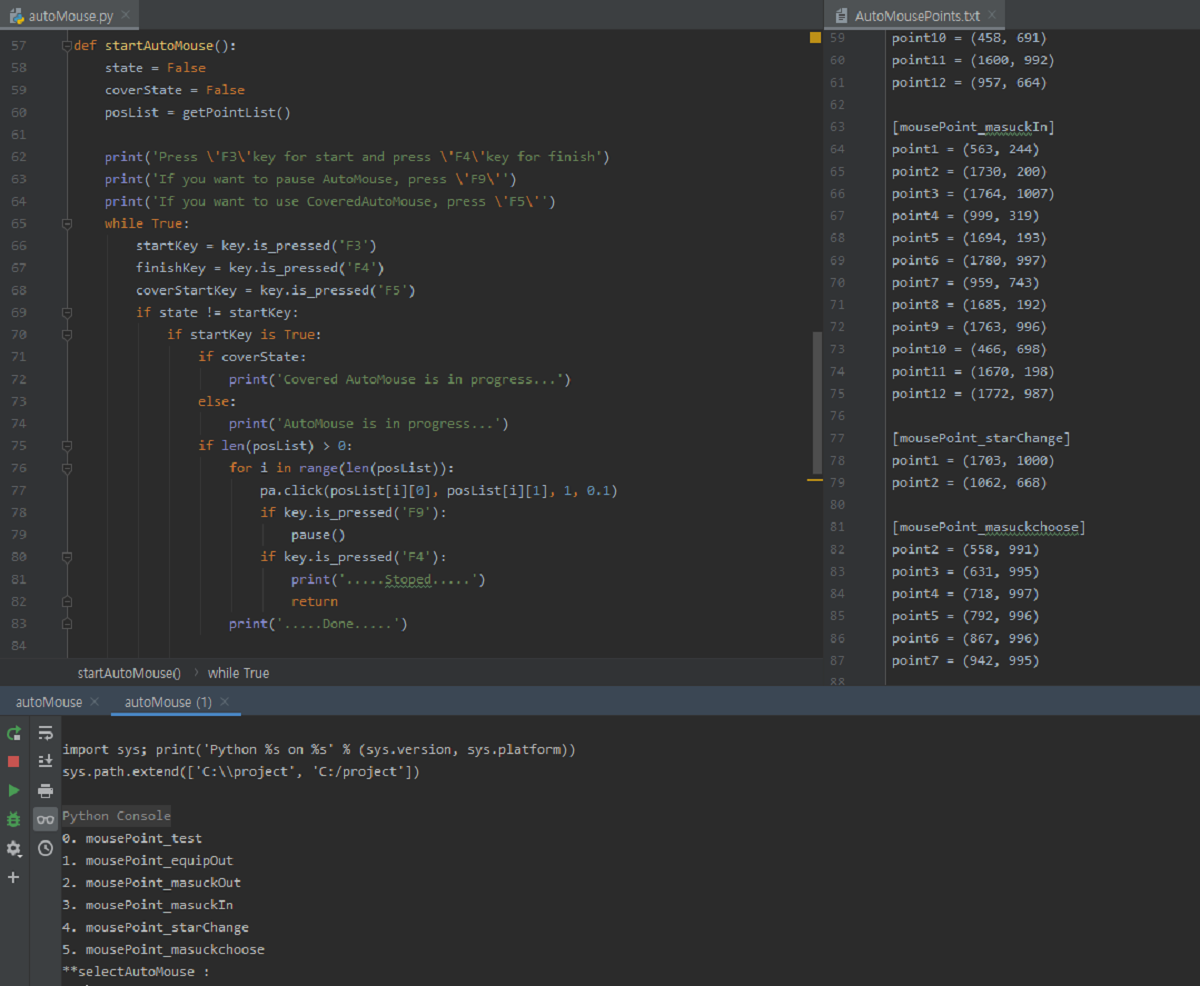 autoMouse.py
57 def startAutoMouse():
58 state = False
59 coverState = False
60 posList = getPointList()
61
62 print('Press \'F3\'key for start and press \'F4\'key for finish')
63 print('If you want to pause AutoMouse, press \'F9\'')
64 print('If you want to use CoveredAutoMouse, press \'F5\'')
65 while True:
66 startKey = key.is_pressed('F3')
67 finishKey = key.is_pressed('F4')
68 coverStartKey = key.is_pressed('F5')
69 if state != startKey:
70 if startKey is True:
71 if coverState:
72 print('Covered AutoMouse is in progress...')
73 else:
74 print('AutoMouse is in progress...')
75 if len(posList) > 0:
76 for i in range(len(posList)):
77 pa.click(posList[i][0], posList[i][1], 1, 0.1)
78 if key.is_pressed('F9'):
79 pause()
80 if key.is_pressed('F4'):
81 print('.....Stoped.....')
82 return
83 print('.....Done.....')
84
startAutoMouse() › while True
AutoMousePoints.txt
59 point10 = (458, 691)
60 point11 = (1600, 992)
61 point12 = (957, 664)
62
63 [mousePoint_masuckIn]
64 point1 = (563, 244)
65 point2 = (1730, 200)
66 point3 = (1764, 1007)
67 point4 = (999, 319)
68 point5 = (1694, 193)
69 point6 = (1780, 997)
70 point7 = (959, 743)
71 point8 = (1685, 192)
72 point9 = (1763, 996)
73 point10 = (466, 698)
74 point11 = (1670, 198)
75 point12 = (1772, 987)
76
77 [mousePoint_starChange]
78 point1 = (1703, 1000)
79 point2 = (1062, 668)
80
81 [mousePoint_masuckchoose]
82 point2 = (558, 991)
83 point3 = (631, 995)
84 point4 = (718, 997)
85 point5 = (792, 996)
86 point6 = (867, 996)
87 point7 = (942, 995)
88
autoMouse
autoMouse (1)
import sys; print('Python %s on %s' % (sys.version, sys.platform))
sys.path.extend(['C:\\project', 'C:/project'])
Python Console
0. mousePoint_test
1. mousePoint_equipOut
2. mousePoint_masuckOut
3. mousePoint_masuckIn
4. mousePoint_starChange
5. mousePoint_masuckchoose
**selectAutoMouse :